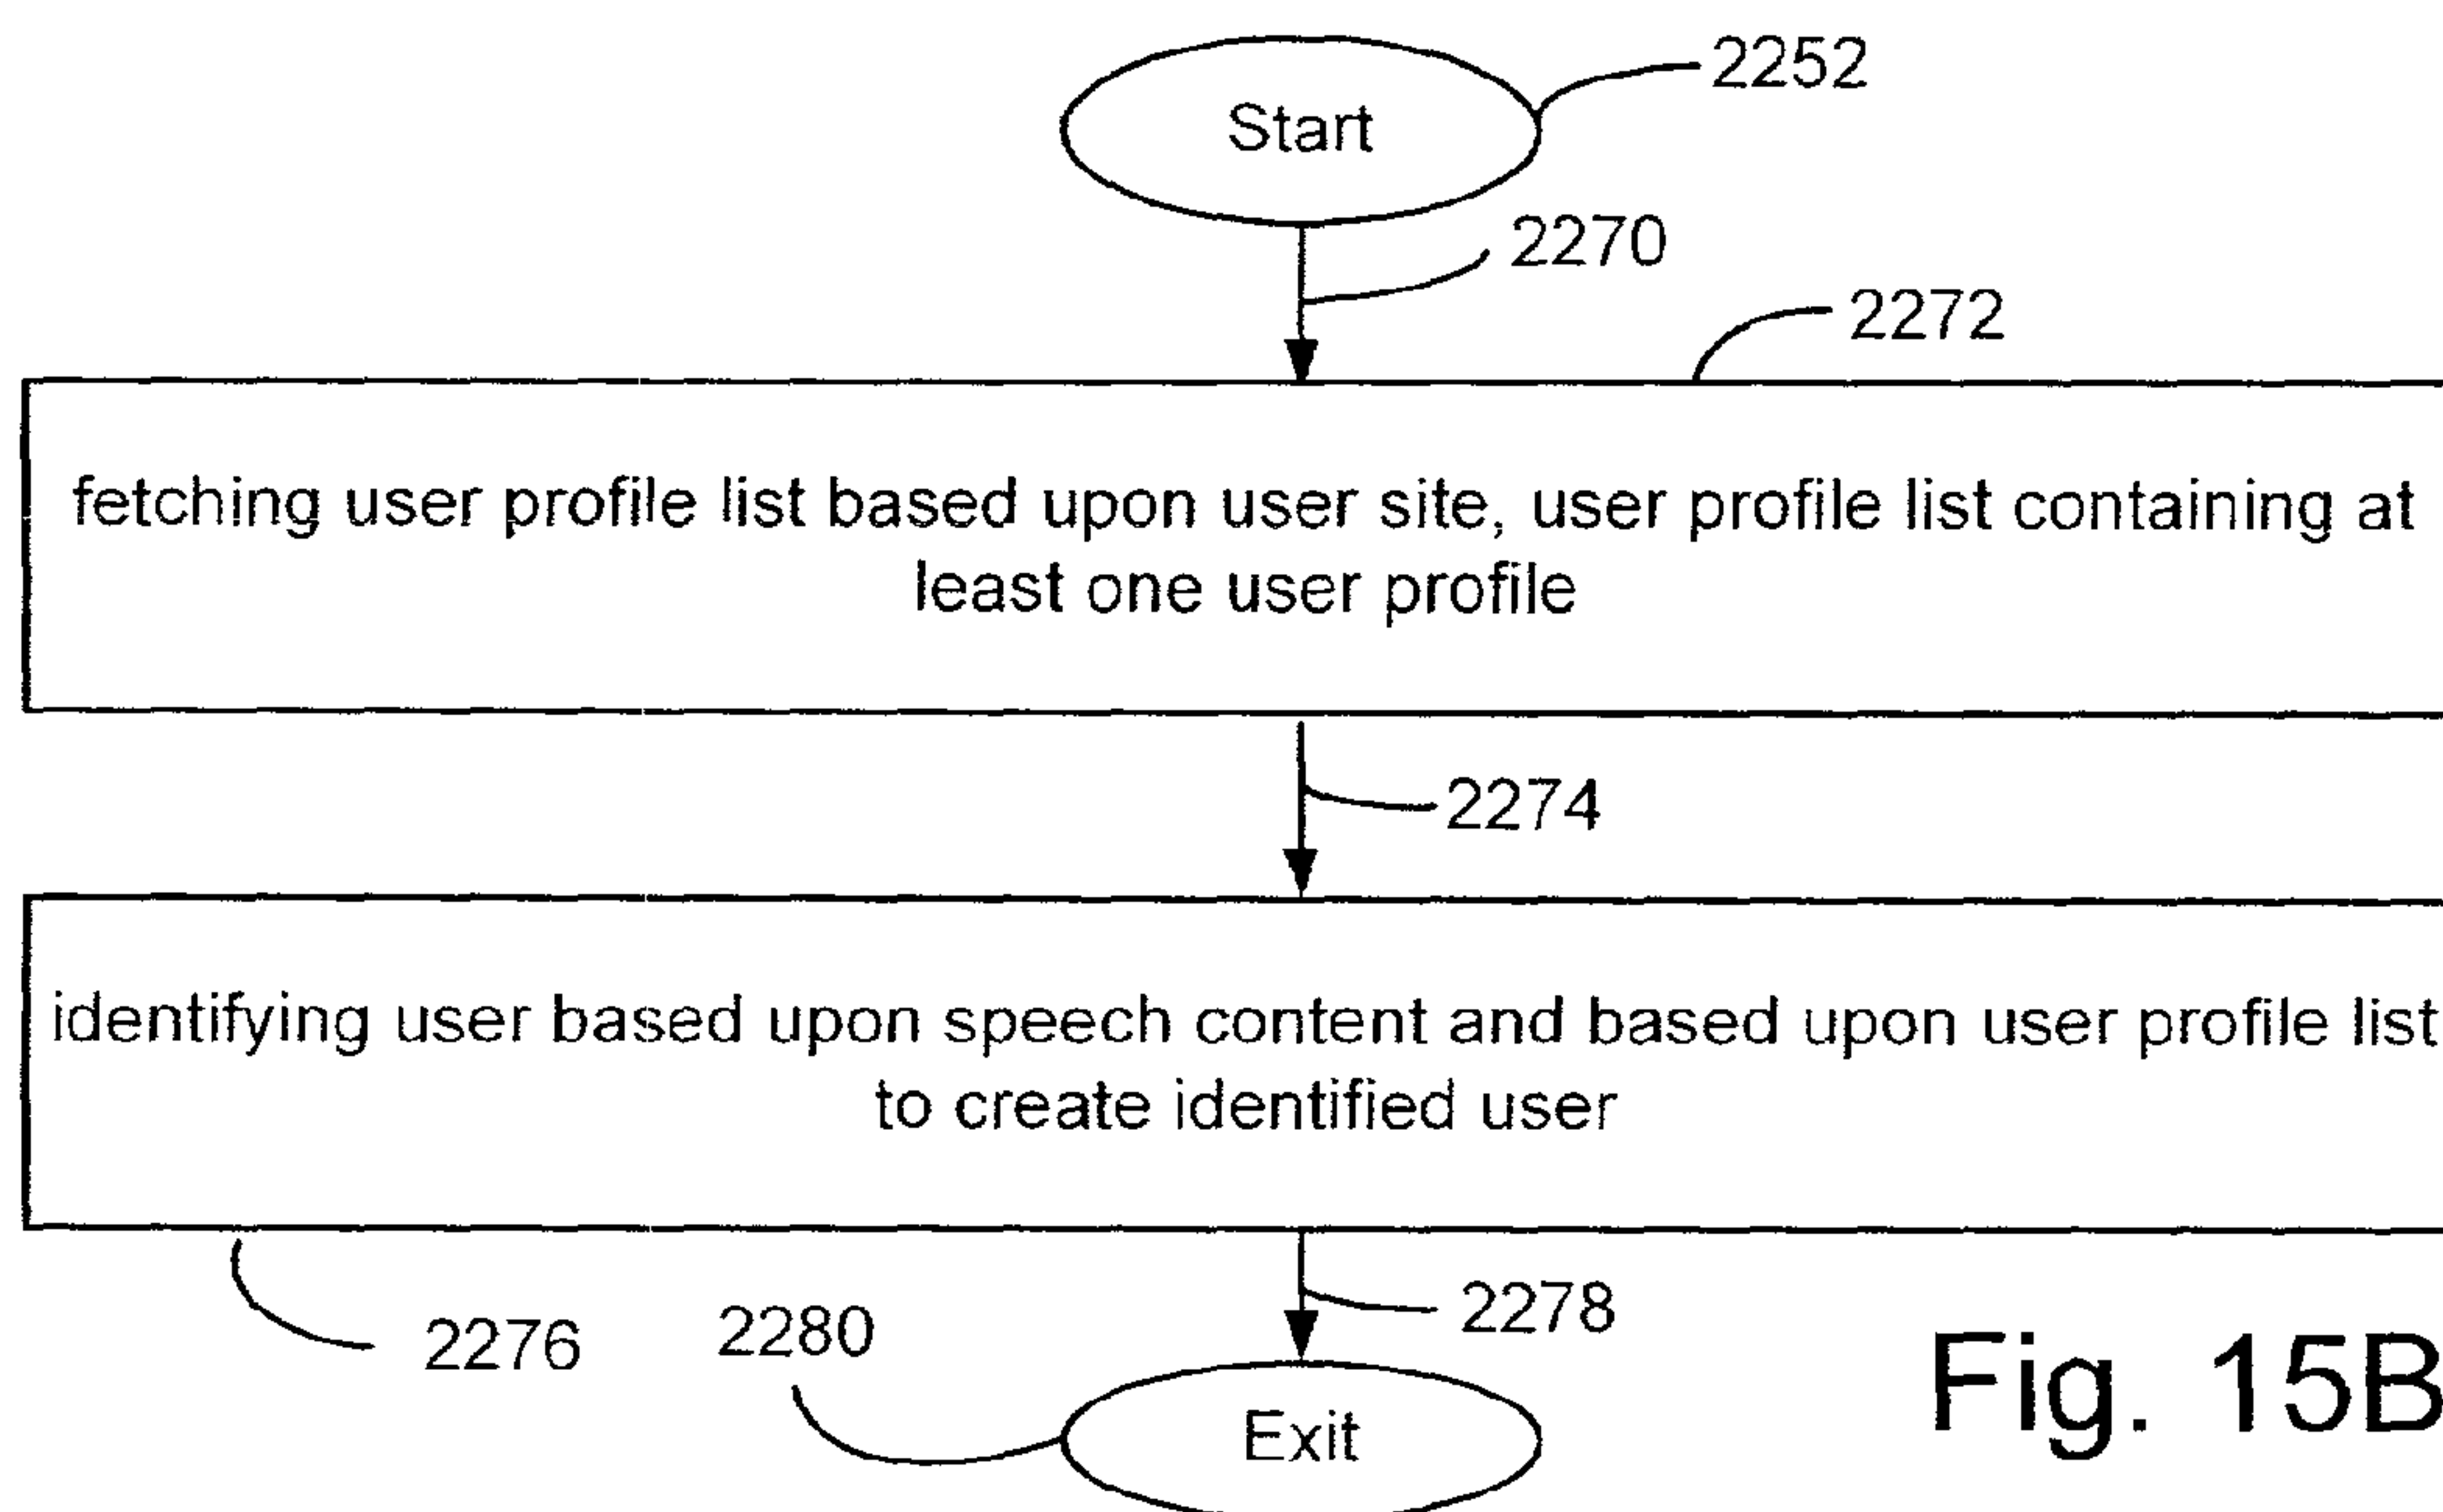 2252
Start
2270
2272
fetching user profile list based upon user site, user profile list containing at
least one user profile
2274
identifying user based upon speech content and based upon user profile list
to create identified user
2276
2280
2278
Exit
Fig. 15B